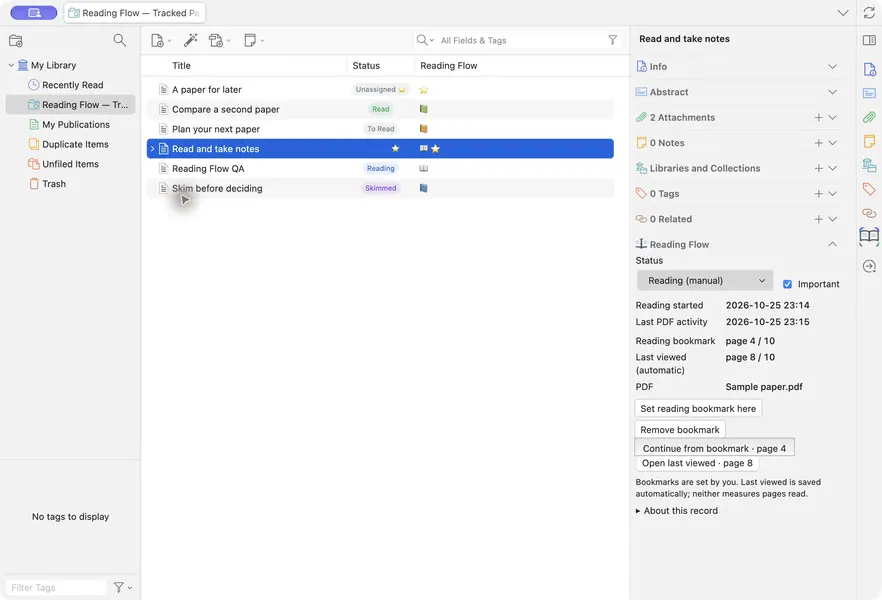 Reading Flow — Tracked Pa
My Library
Recently Read
Reading Flow — Tr...
My Publications
Duplicate Items
Unfiled Items
Trash
No tags to display
Filter Tags
All Fields & Tags
Title Status Reading Flow
A paper for later Unassigned
Compare a second paper Read
Plan your next paper To Read
Read and take notes
Reading Flow QA Reading
Skim before deciding Skimmed
Read and take notes
Info
Abstract
2 Attachments
0 Notes
Libraries and Collections
0 Tags
0 Related
Reading Flow
Status
Reading (manual) Important
Reading started 2026-10-25 23:14
Last PDF activity 2026-10-25 23:15
Reading bookmark page 4 / 10
Last viewed page 8 / 10
(automatic)
PDF Sample paper.pdf
Set reading bookmark here
Remove bookmark
Continue from bookmark · page 4
Open last viewed · page 8
Bookmarks are set by you. Last viewed is saved
automatically; neither measures pages read.
About this record